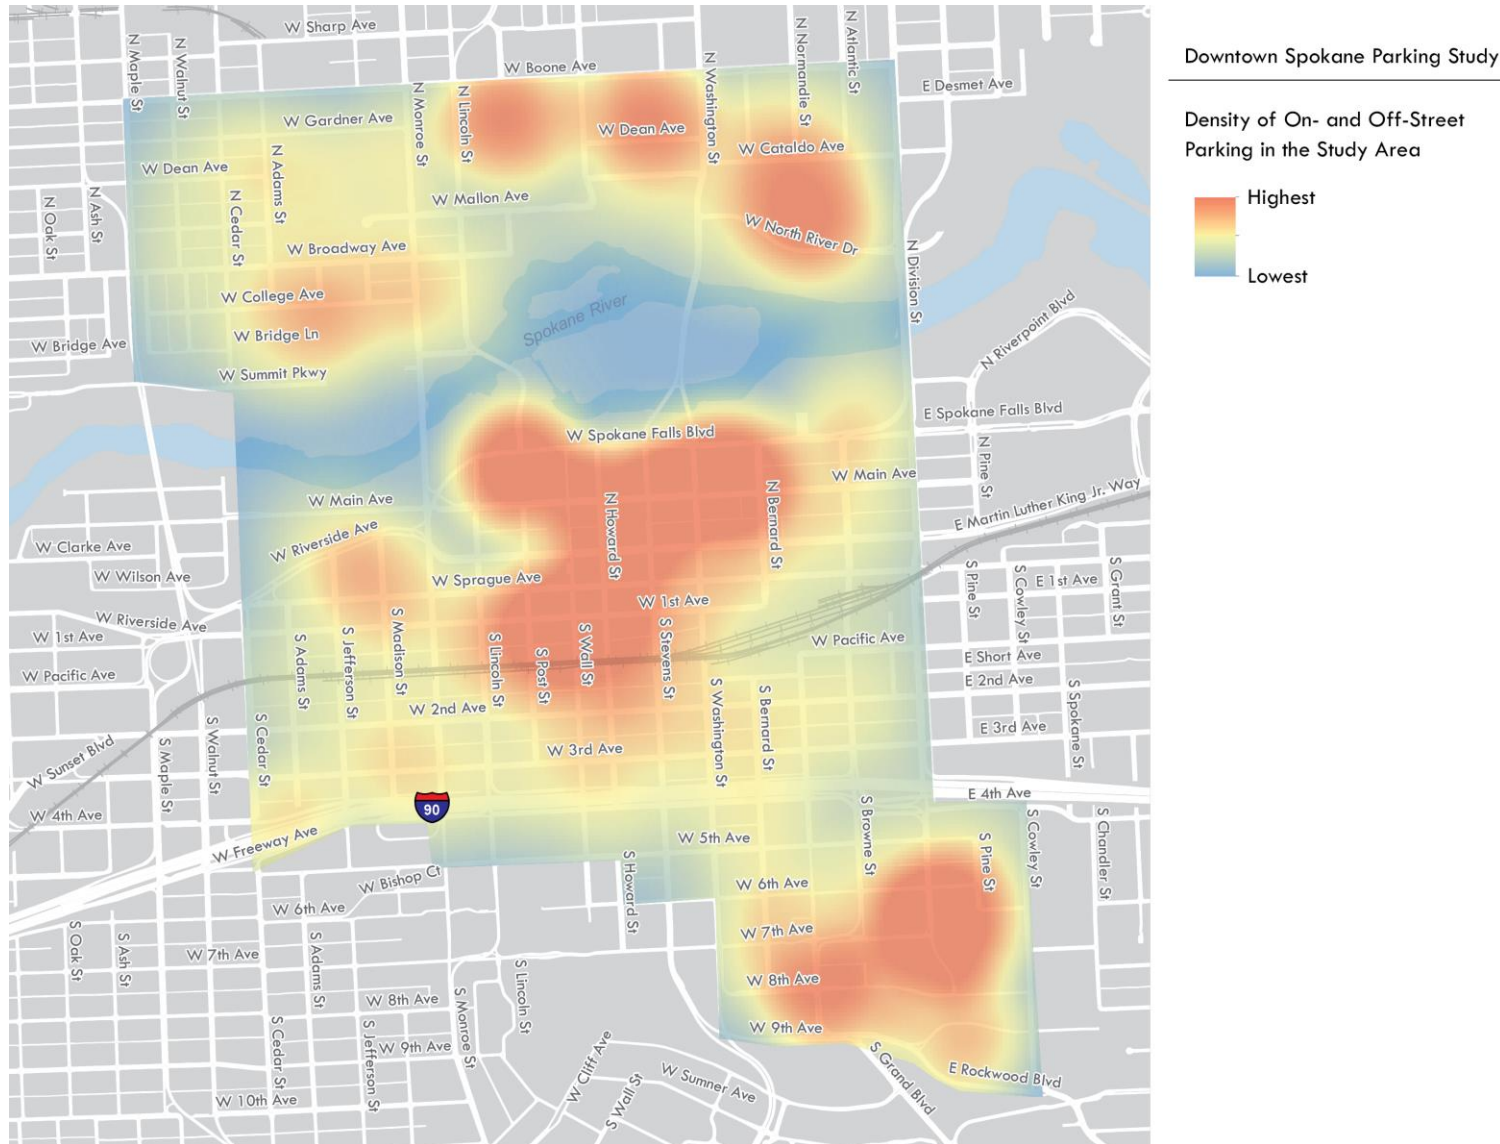 Downtown Spokane Parking Study
Density of On- and Off-Street
Parking in the Study Area
Highest
Lowest
W Sharp Ave
N Maple St
N Walnut St
W Boone Ave
N Washington St
N Normandie St
N Atlantic St
E Desmet Ave
N Monroe St
N Lincoln St
W Gardner Ave
W Dean Ave
W Cataldo Ave
W Dean Ave
N Adams St
N Oak St
N Ash St
N Cedar St
W Mallon Ave
W North River Dr
W Broadway Ave
N Division St
W College Ave
Spokane River
W Bridge Ln
W Bridge Ave
N Riverpoint Blvd
W Summit Pkwy
E Spokane Falls Blvd
W Spokane Falls Blvd
N Pine St
W Main Ave
W Main Ave
N Howard St
N Bernard St
E Martin Luther King Jr. Way
W Riverside Ave
W Clarke Ave
W Wilson Ave
W Sprague Ave
S Pine St
S Cowley St
E 1st Ave
S Grant St
W 1st Ave
W Riverside Ave
W 1st Ave
S Adams St
S Jefferson St
S Madison St
S Lincoln St
S Post St
S Wall St
S Stevens St
W Pacific Ave
E Short Ave
W Pacific Ave
E 2nd Ave
S Washington St
S Bernard St
S Spokane St
W 2nd Ave
E 3rd Ave
W 3rd Ave
W Sunset Blvd
S Maple St
S Walnut St
S Cedar St
E 4th Ave
90
W 4th Ave
W Freeway Ave
S Browne St
S Pine St
S Cowley St
S Chandler St
W 5th Ave
W Bishop Ct
S Howard St
W 6th Ave
W 6th Ave
W 7th Ave
S Oak St
S Ash St
W 7th Ave
S Adams St
W 8th Ave
S Lincoln St
W 8th Ave
S Monroe St
W 9th Ave
S Cedar St
S Jefferson St
W 9th Ave
W Cliff Ave
S Wall St
W Sumner Ave
S Grand Blvd
E Rockwood Blvd
W 10th Ave